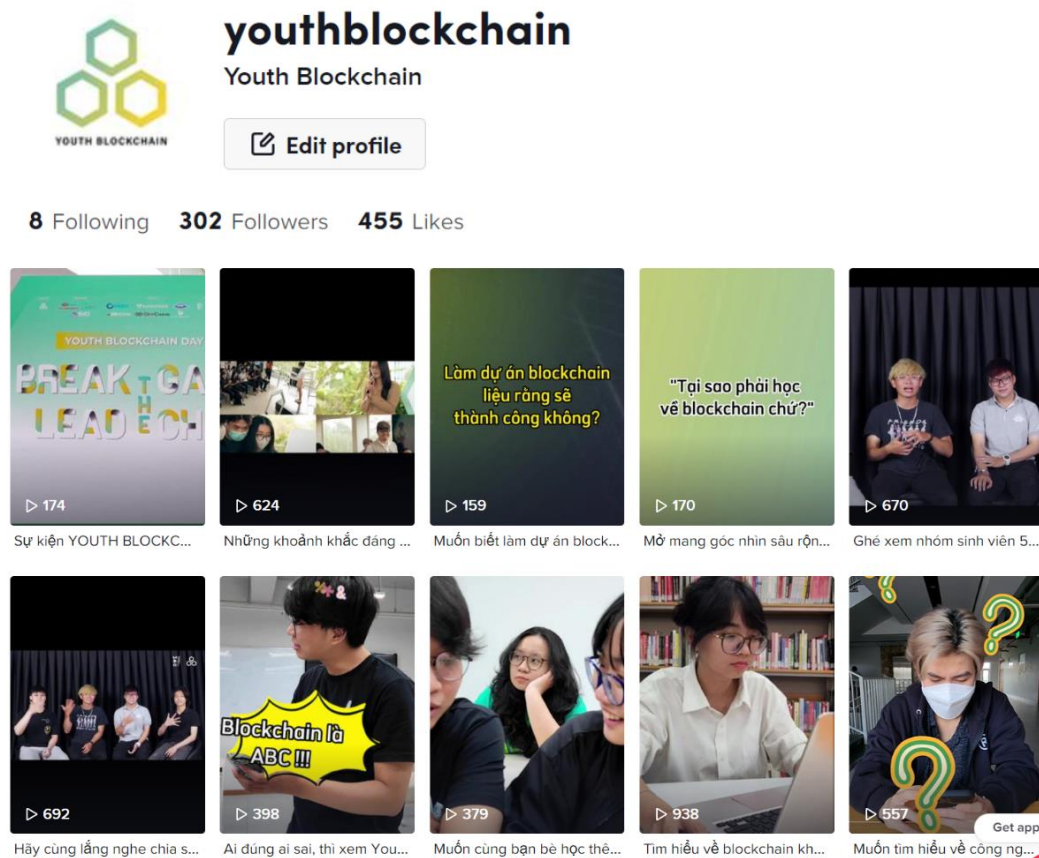 youthblockchain
Youth Blockchain
YOUTH BLOCKCHAIN
Edit profile
8 Following 302 Followers 455 Likes
YOUTH BLOCKCHAIN DAY
BREAK THE GA
LEAD CH
174
Sự kiện YOUTH BLOCKC...
624
Những khoảnh khắc đáng ...
Làm dự án blockchain
liệu rằng sẽ
thành công không?
159
Muốn biết làm dự án block...
"Tại sao phải học
về blockchain chứ?"
170
Mở mang góc nhìn sâu rộn...
670
Ghé xem nhóm sinh viên 5...
692
Hãy cùng lắng nghe chia s...
Blockchain là
ABC !!!
398
Ai đúng ai sai, thì xem You...
379
Muốn cùng bạn bè học thê...
938
Tìm hiểu về blockchain kh...
557
Muốn tìm hiểu về công ng...
Get app